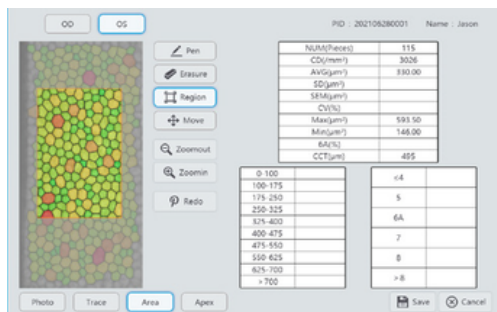 OD OS PID : 202105280001 Name : Jason
Pen
Erasure
Region
Move
Zoomout
Zoomin
Redo
NUM(Pieces) 115
CD(/mm²) 3026
AVG(μm²) 330.00
SD(μm²)
SEM(μm²)
CV(%)
Max(μm²) 593.50
Min(μm²) 146.00
6A(%)
CCT(μm) 495
0-100
100-175
175-250
250-325
325-400
400-475
475-550
550-625
625-700
>700
<4
5
6A
7
8
>8
Photo Trace Area Apex Save Cancel